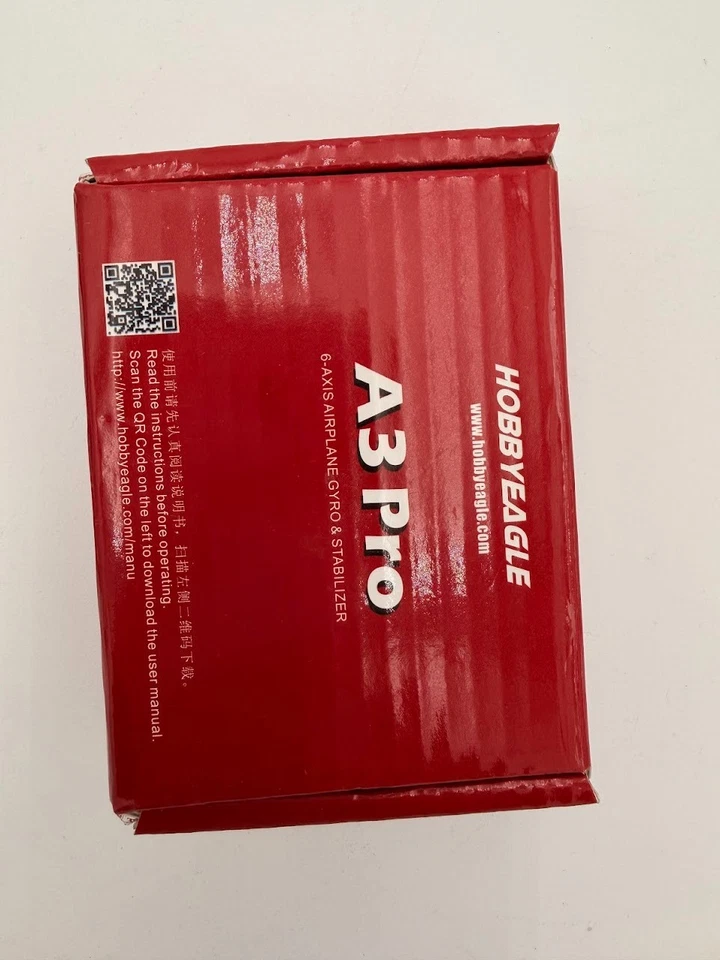 HOBBYEAGLE
www.hobbyeagle.com
A3 Pro
6-AXIS AIRPLANE GYRO & STABILIZER
使用前请先认真阅读说明书，扫描左侧二维码下载。
Read the instructions before operating.
Scan the QR Code on the left to download the user manual.
http://www.hobbyeagle.com/manu